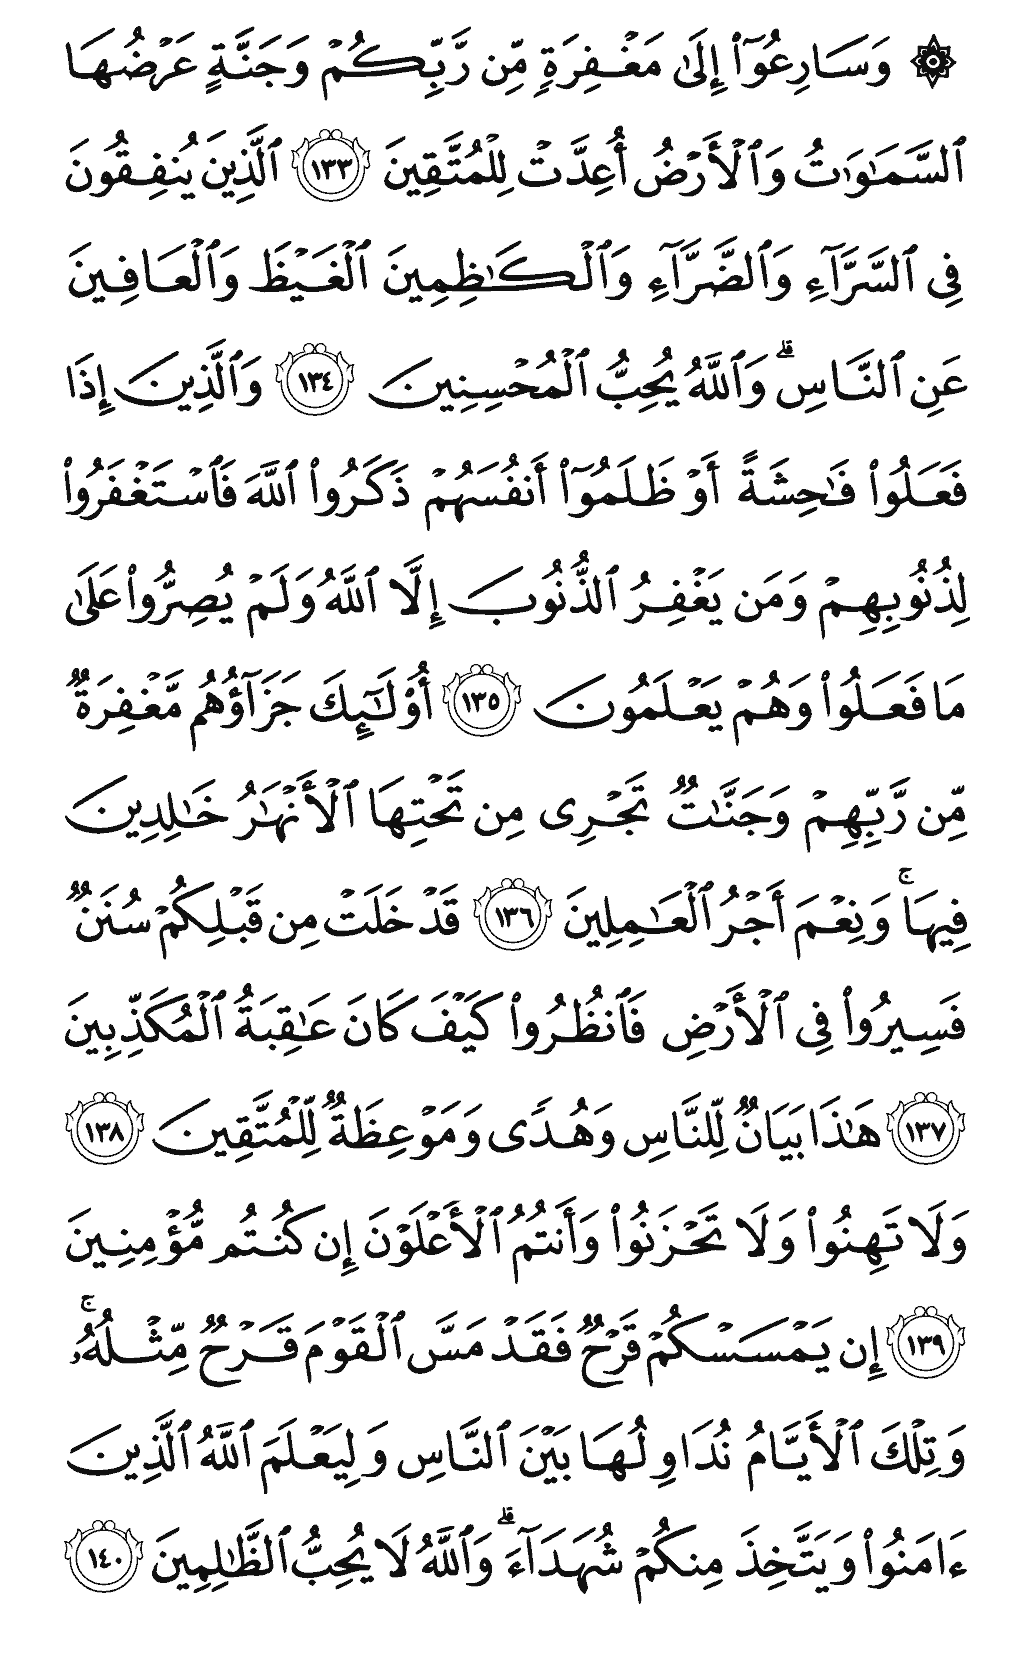 ۞ وَسَارِعُوٓا۟ إِلَىٰ مَغْفِرَةٍ مِّن رَّبِّكُمْ وَجَنَّةٍ عَرْضُهَا
ٱلسَّمَـٰوَٰتُ وَٱلْأَرْضُ أُعِدَّتْ لِلْمُتَّقِينَ ١٣٣ ٱلَّذِينَ يُنفِقُونَ
فِى ٱلسَّرَّآءِ وَٱلضَّرَّآءِ وَٱلْكَـٰظِمِينَ ٱلْغَيْظَ وَٱلْعَافِينَ
عَنِ ٱلنَّاسِ ۗ وَٱللَّهُ يُحِبُّ ٱلْمُحْسِنِينَ ١٣٤ وَٱلَّذِينَ إِذَا
فَعَلُوا۟ فَـٰحِشَةً أَوْ ظَلَمُوٓا۟ أَنفُسَهُمْ ذَكَرُوا۟ ٱللَّهَ فَٱسْتَغْفَرُوا۟
لِذُنُوبِهِمْ وَمَن يَغْفِرُ ٱلذُّنُوبَ إِلَّا ٱللَّهُ وَلَمْ يُصِرُّوا۟ عَلَىٰ
مَا فَعَلُوا۟ وَهُمْ يَعْلَمُونَ ١٣٥ أُو۟لَـٰٓئِكَ جَزَآؤُهُم مَّغْفِرَةٌ
مِّن رَّبِّهِمْ وَجَنَّـٰتٌ تَجْرِى مِن تَحْتِهَا ٱلْأَنْهَـٰرُ خَـٰلِدِينَ
فِيهَا ۚ وَنِعْمَ أَجْرُ ٱلْعَـٰمِلِينَ ١٣٦ قَدْ خَلَتْ مِن قَبْلِكُمْ سُنَنٌ
فَسِيرُوا۟ فِى ٱلْأَرْضِ فَٱنظُرُوا۟ كَيْفَ كَانَ عَـٰقِبَةُ ٱلْمُكَذِّبِينَ
١٣٧ هَـٰذَا بَيَانٌ لِّلنَّاسِ وَهُدًى وَمَوْعِظَةٌ لِّلْمُتَّقِينَ ١٣٨
وَلَا تَهِنُوا۟ وَلَا تَحْزَنُوا۟ وَأَنتُمُ ٱلْأَعْلَوْنَ إِن كُنتُم مُّؤْمِنِينَ
١٣٩ إِن يَمْسَسْكُمْ قَرْحٌ فَقَدْ مَسَّ ٱلْقَوْمَ قَرْحٌ مِّثْلُهُۥ ۚ
وَتِلْكَ ٱلْأَيَّامُ نُدَاوِلُهَا بَيْنَ ٱلنَّاسِ وَلِيَعْلَمَ ٱللَّهُ ٱلَّذِينَ
ءَامَنُوا۟ وَيَتَّخِذَ مِنكُمْ شُهَدَآءَ ۗ وَٱللَّهُ لَا يُحِبُّ ٱلظَّـٰلِمِينَ ١٤٠